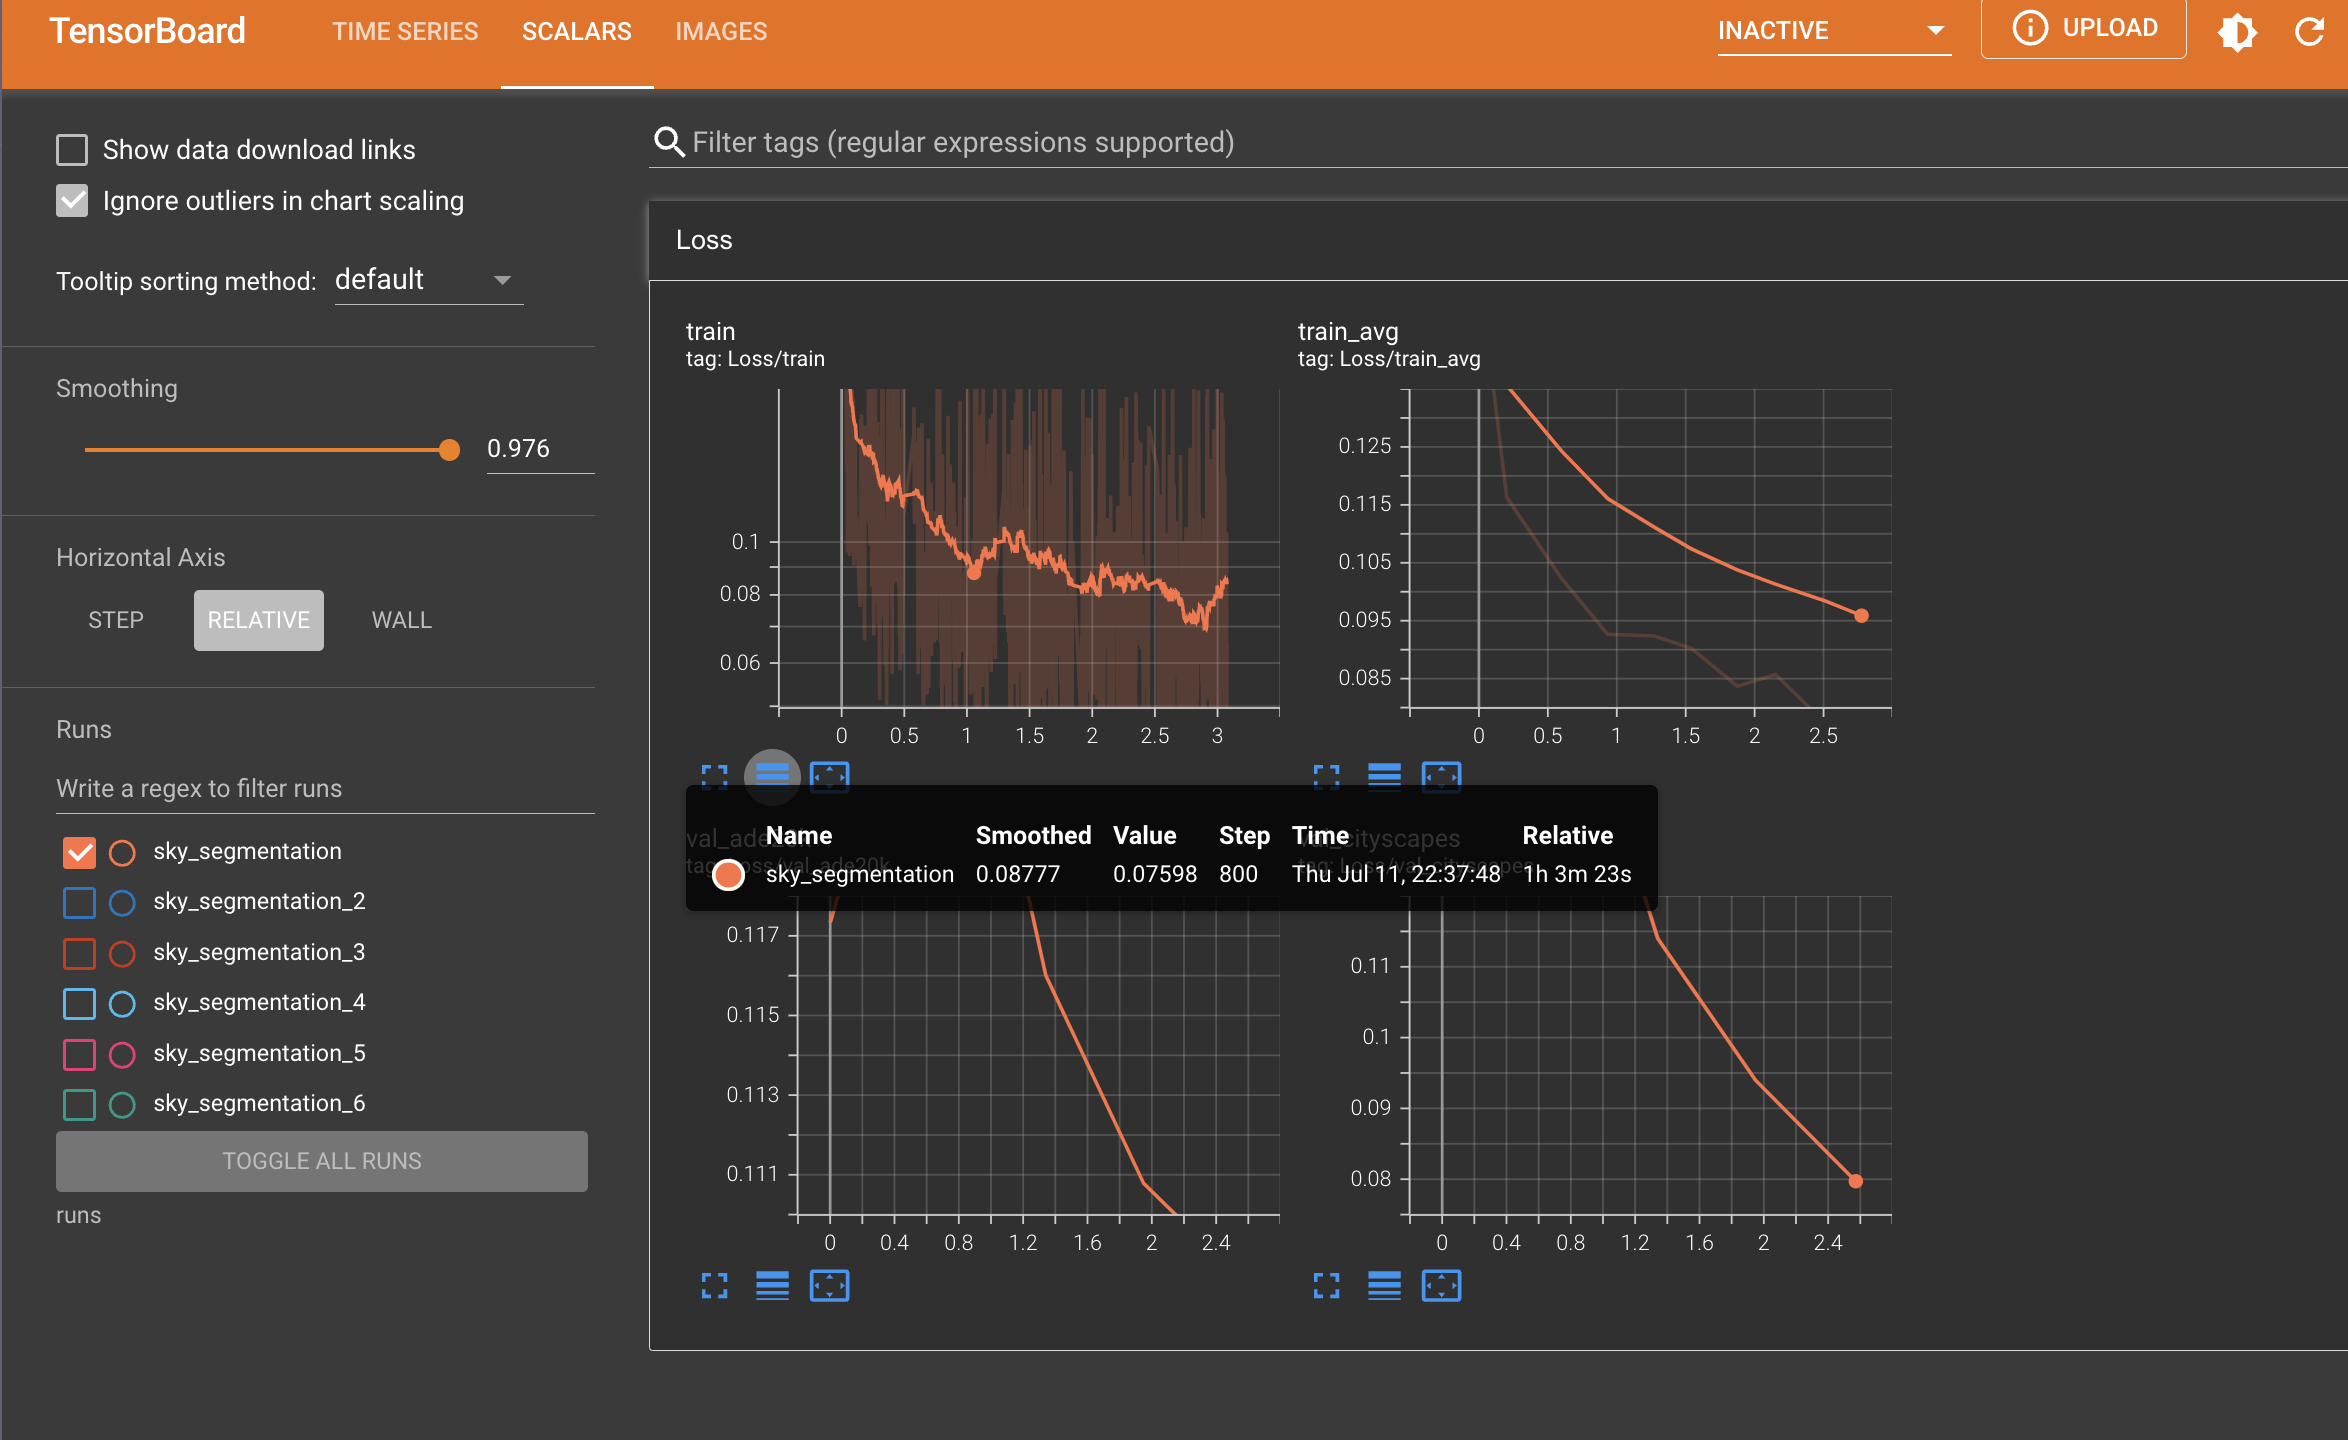 TensorBoard TIME SERIES SCALARS IMAGES INACTIVE UPLOAD
Show data download links
Ignore outliers in chart scaling
Tooltip sorting method: default
Smoothing
0.976
Horizontal Axis
STEP RELATIVE WALL
Runs
Write a regex to filter runs
sky_segmentation
sky_segmentation_2
sky_segmentation_3
sky_segmentation_4
sky_segmentation_5
sky_segmentation_6
TOGGLE ALL RUNS
runs
Filter tags (regular expressions supported)
Loss
train
tag: Loss/train
0.1
0.08
0.06
0 0.5 1 1.5 2 2.5 3
train_avg
tag: Loss/train_avg
0.125
0.115
0.105
0.095
0.085
0 0.5 1 1.5 2 2.5
Name Smoothed Value Step Time Relative
sky_segmentation 0.08777 0.07598 800 Thu Jul 11, 22:37:48 1h 3m 23s
0.117
0.115
0.113
0.111
0 0.4 0.8 1.2 1.6 2 2.4
0.11
0.1
0.09
0.08
0 0.4 0.8 1.2 1.6 2 2.4